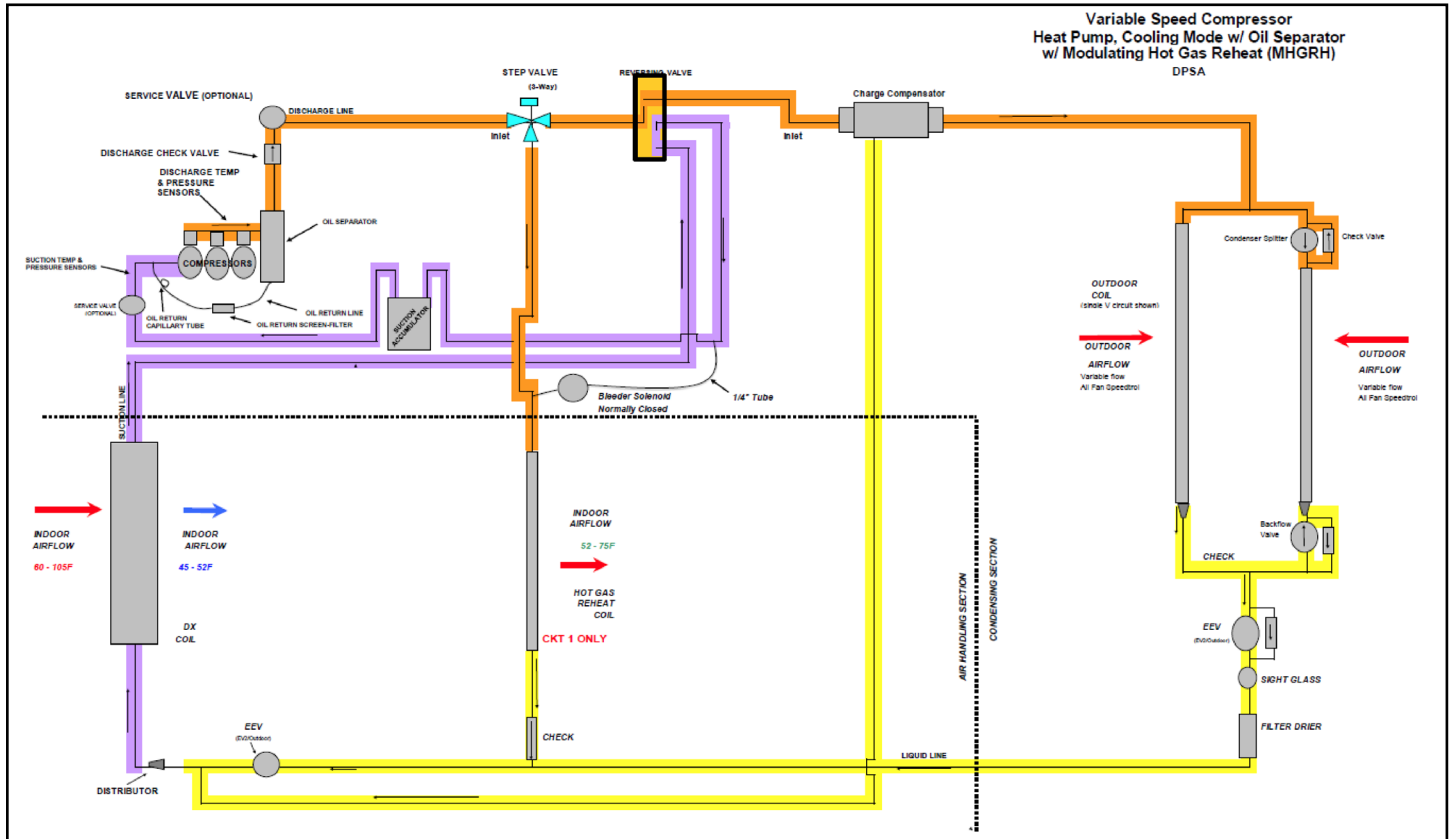 Variable Speed Compressor
Heat Pump, Cooling Mode w/ Oil Separator
w/ Modulating Hot Gas Reheat (MHGRH)
DPSA
STEP VALVE
(3-Way)
REVERSING VALVE
SERVICE VALVE (OPTIONAL)
DISCHARGE LINE
Charge Compensator
Inlet
Inlet
DISCHARGE CHECK VALVE
DISCHARGE TEMP
& PRESSURE
SENSORS
OIL SEPARATOR
SUCTION TEMP &
PRESSURE SENSORS
COMPRESSORS
SERVICE VALVE
(OPTIONAL)
OIL RETURN
CAPILLARY TUBE
OIL RETURN LINE
OIL RETURN SCREEN-FILTER
SUCTION
ACCUMULATOR
Condenser Splitter
Check Valve
OUTDOOR
COIL
(single V circuit shown)
OUTDOOR
AIRFLOW
Variable flow
All Fan Speedtrol
OUTDOOR
AIRFLOW
Variable flow
All Fan Speedtrol
Bleeder Solenoid
Normally Closed
1/4" Tube
SUCTION LINE
INDOOR
AIRFLOW
60 - 105F
INDOOR
AIRFLOW
45 - 52F
INDOOR
AIRFLOW
52 - 75F
HOT GAS
REHEAT
COIL
CKT 1 ONLY
DX
COIL
AIR HANDLING SECTION
CONDENSING SECTION
Backflow
Valve
CHECK
EEV
(EV2/Outdoor)
SIGHT GLASS
FILTER DRIER
EEV
(EV2/Outdoor)
CHECK
LIQUID LINE
DISTRIBUTOR